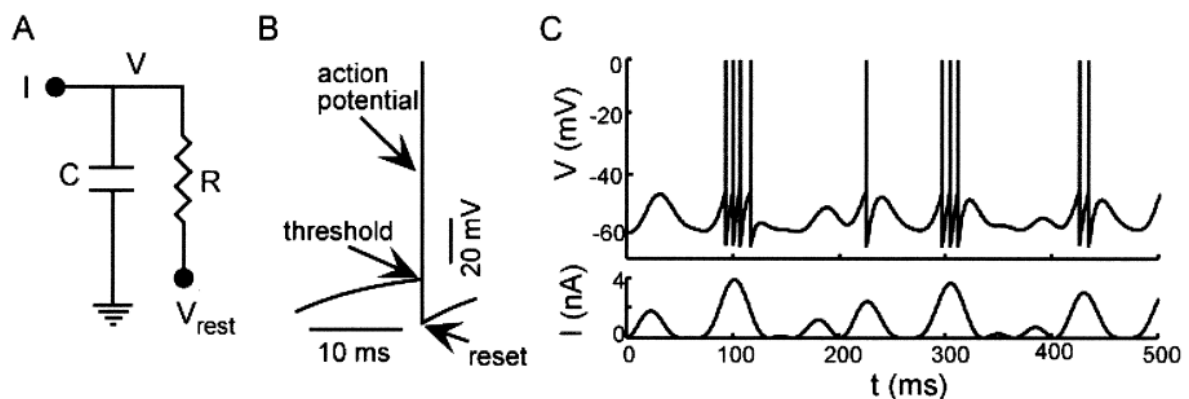 A
V
I
C
R
V_rest
B
action
potential
threshold
20 mV
10 ms
reset
C
V (mV)
0
-20
-40
-60
I (nA)
4
0
0 100 200 300 400 500
t (ms)